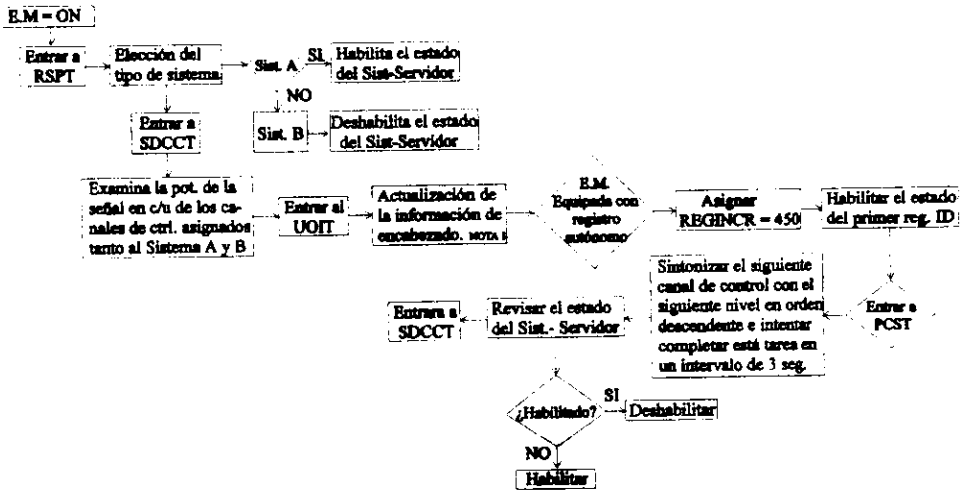 E.M = ON
Entrar a
RSPT
Elección del
tipo de sistema
Sist. A
SI
Habilita el estado
del Sist-Servidor
NO
Entrar a
SDCCT
Sist. B
Deshabilita el estado
del Sist-Servidor
Examina la pot. de la
señal en c/u de los ca-
nales de ctrl. asignados
tanto al Sistema A y B
Entrar al
UOIT
Actualización de
la información de
encabezado. NOTA
E.M.
Equipada con
registro
autónomo
Asignar
REGINCR = 450
Habilitar el estado
del primer reg. ID
Entrar a
PCST
Sintonizar el siguiente
canal de control con el
siguiente nivel en orden
descendente e intentar
completar está tarea en
un intervalo de 3 seg.
Revisar el estado
del Sist.- Servidor
Entrara a
SDCCT
¿Habilitado?
SI
Deshabilitar
NO
Habilitar